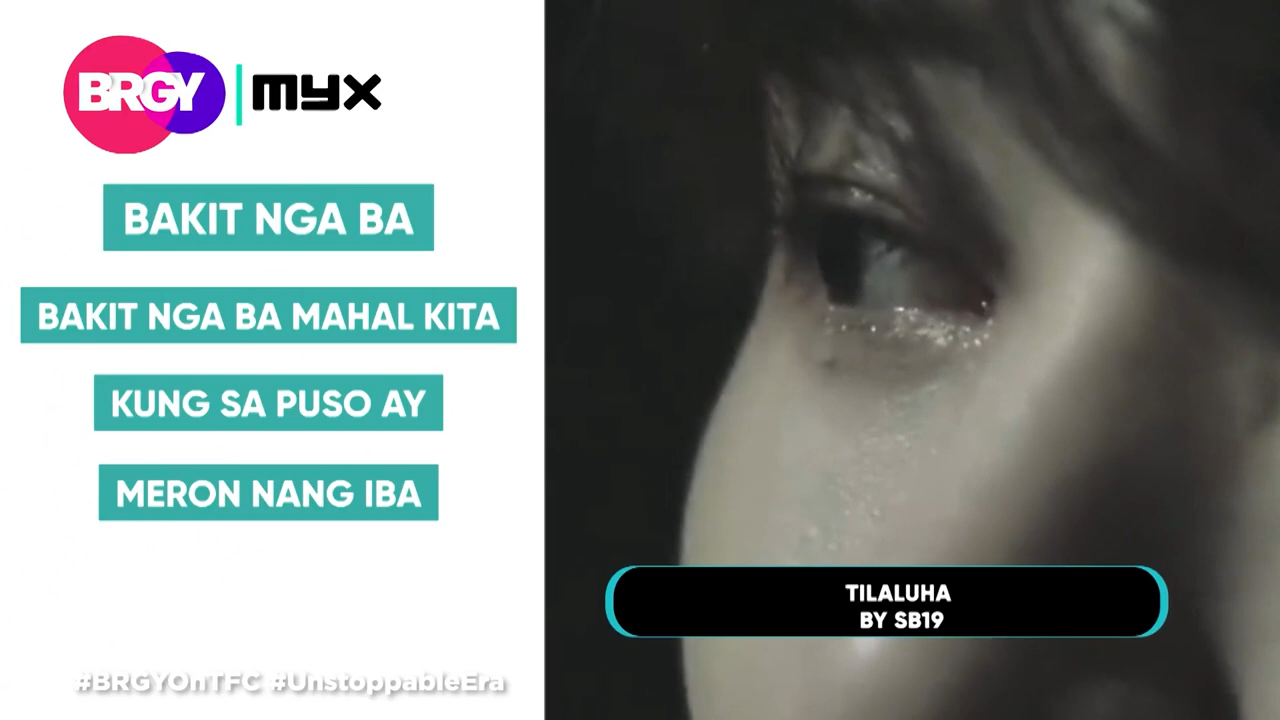 BRGY | myx
BAKIT NGA BA
BAKIT NGA BA MAHAL KITA
KUNG SA PUSO AY
MERON NANG IBA
TILALUHA
BY SB19
#BRGYOnTFC #UnstoppableEra